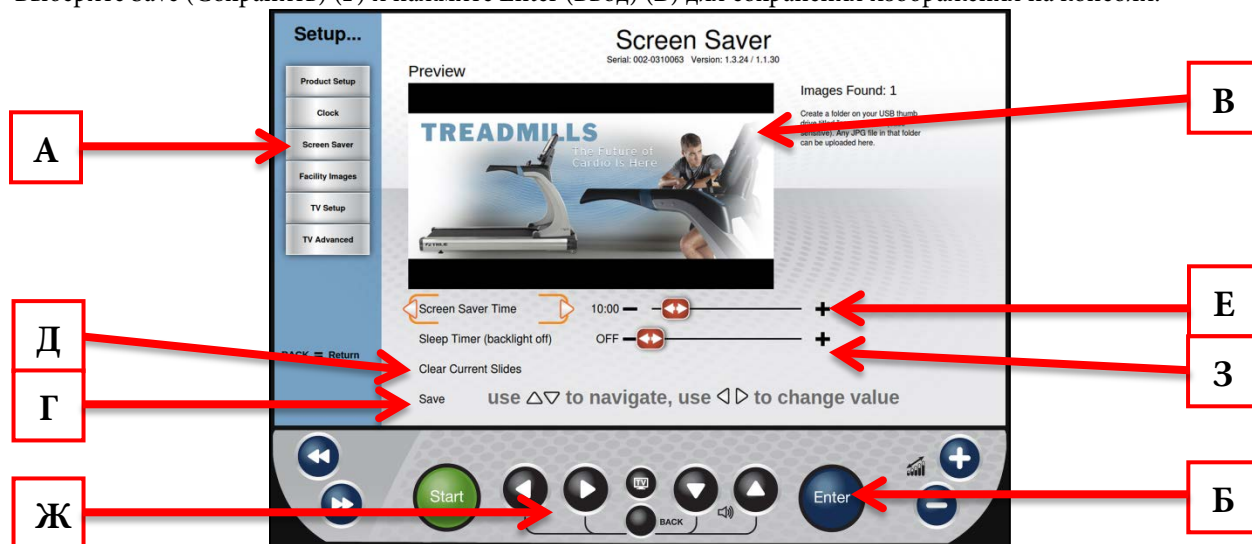 Выберите Save (Сохранить) (Г) и нажмите Enter (Ввод) (Б) для сохранения изображения на консоли.
Setup...
Screen Saver
Serial: 002-0310063 Version: 1.3.24 / 1.1.30
Preview
Product Setup
Clock
Screen Saver
Facility Images
TV Setup
TV Advanced
BACK = Return
TREADMILLS
The Future of
Cardio Is Here
Images Found: 1
Create a folder on your USB thumb
drive titled
sensitive). Any JPG file in that folder
can be uploaded here.
Screen Saver Time 10:00 − +
Sleep Timer (backlight off) OFF − +
Clear Current Slides
Save use △▽ to navigate, use ◁ ▷ to change value
Start
TV
BACK
Enter
+
−
А
Д
Г
Ж
В
Е
З
Б